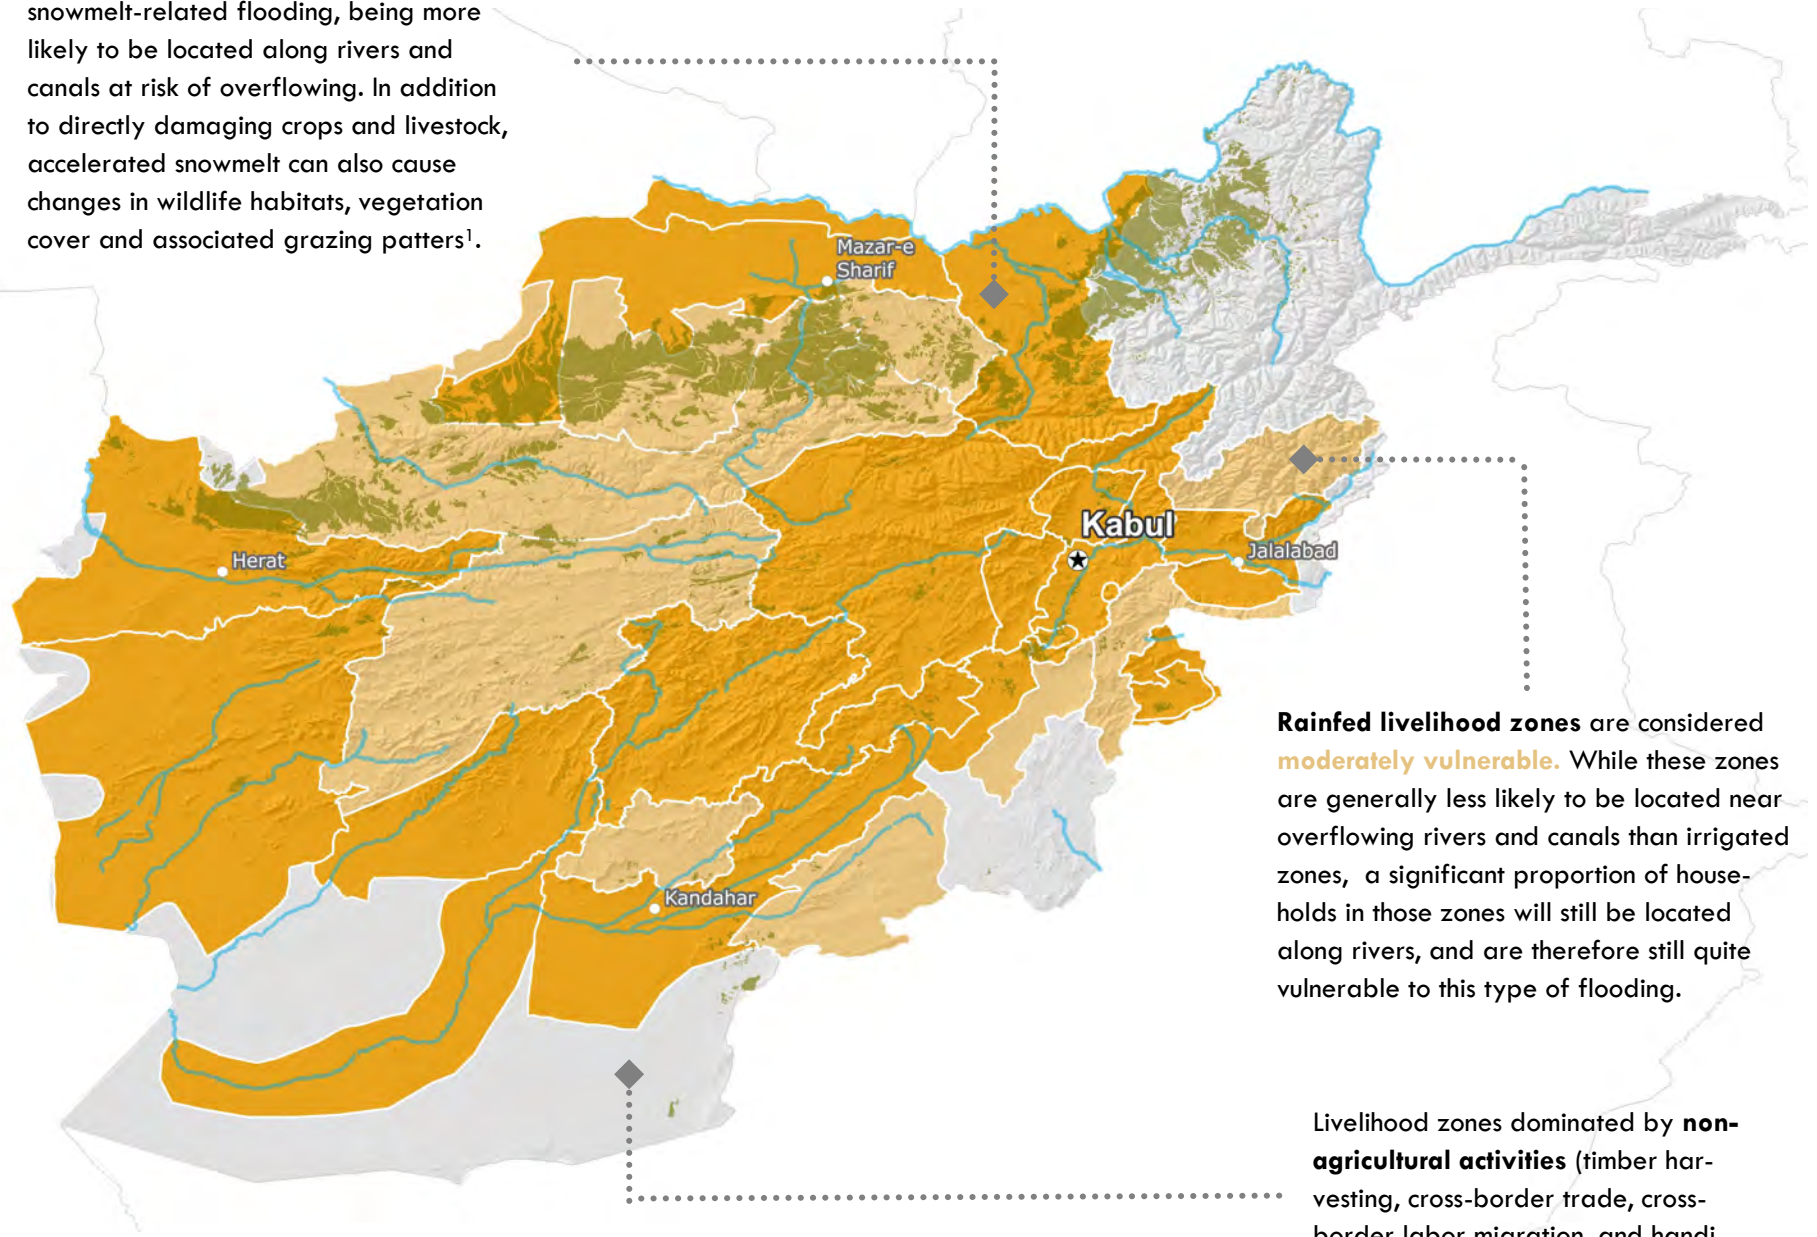 snowmelt-related flooding, being more
likely to be located along rivers and
canals at risk of overflowing. In addition
to directly damaging crops and livestock,
accelerated snowmelt can also cause
changes in wildlife habitats, vegetation
cover and associated grazing patters¹.
Mazar-e
Sharif
Kabul
Jalalabad
Herat
Kandahar
Rainfed livelihood zones are considered
moderately vulnerable. While these zones
are generally less likely to be located near
overflowing rivers and canals than irrigated
zones, a significant proportion of house-
holds in those zones will still be located
along rivers, and are therefore still quite
vulnerable to this type of flooding.
Livelihood zones dominated by non-
agricultural activities (timber har-
vesting, cross-border trade, cross-
border labor migration, and handi